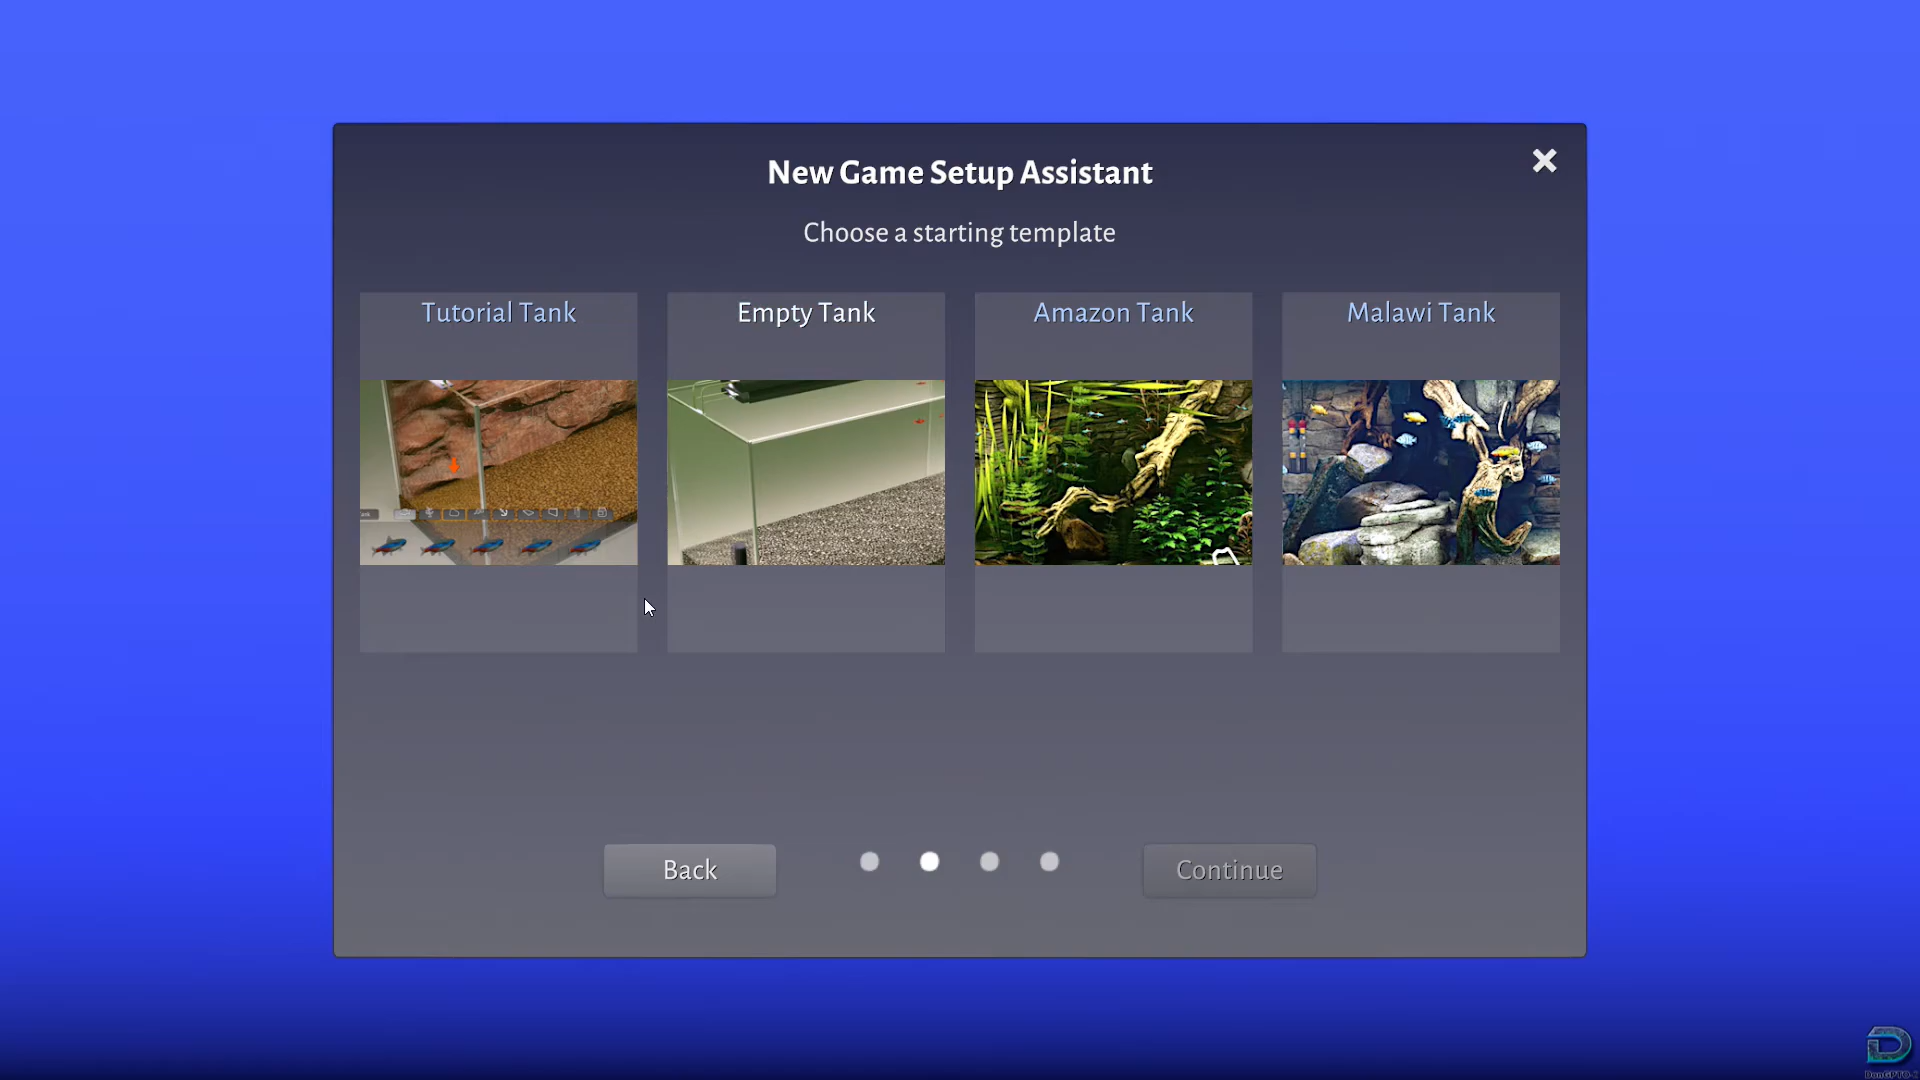 New Game Setup Assistant
Choose a starting template
Tutorial Tank
Empty Tank
Amazon Tank
Malawi Tank
Back
Continue